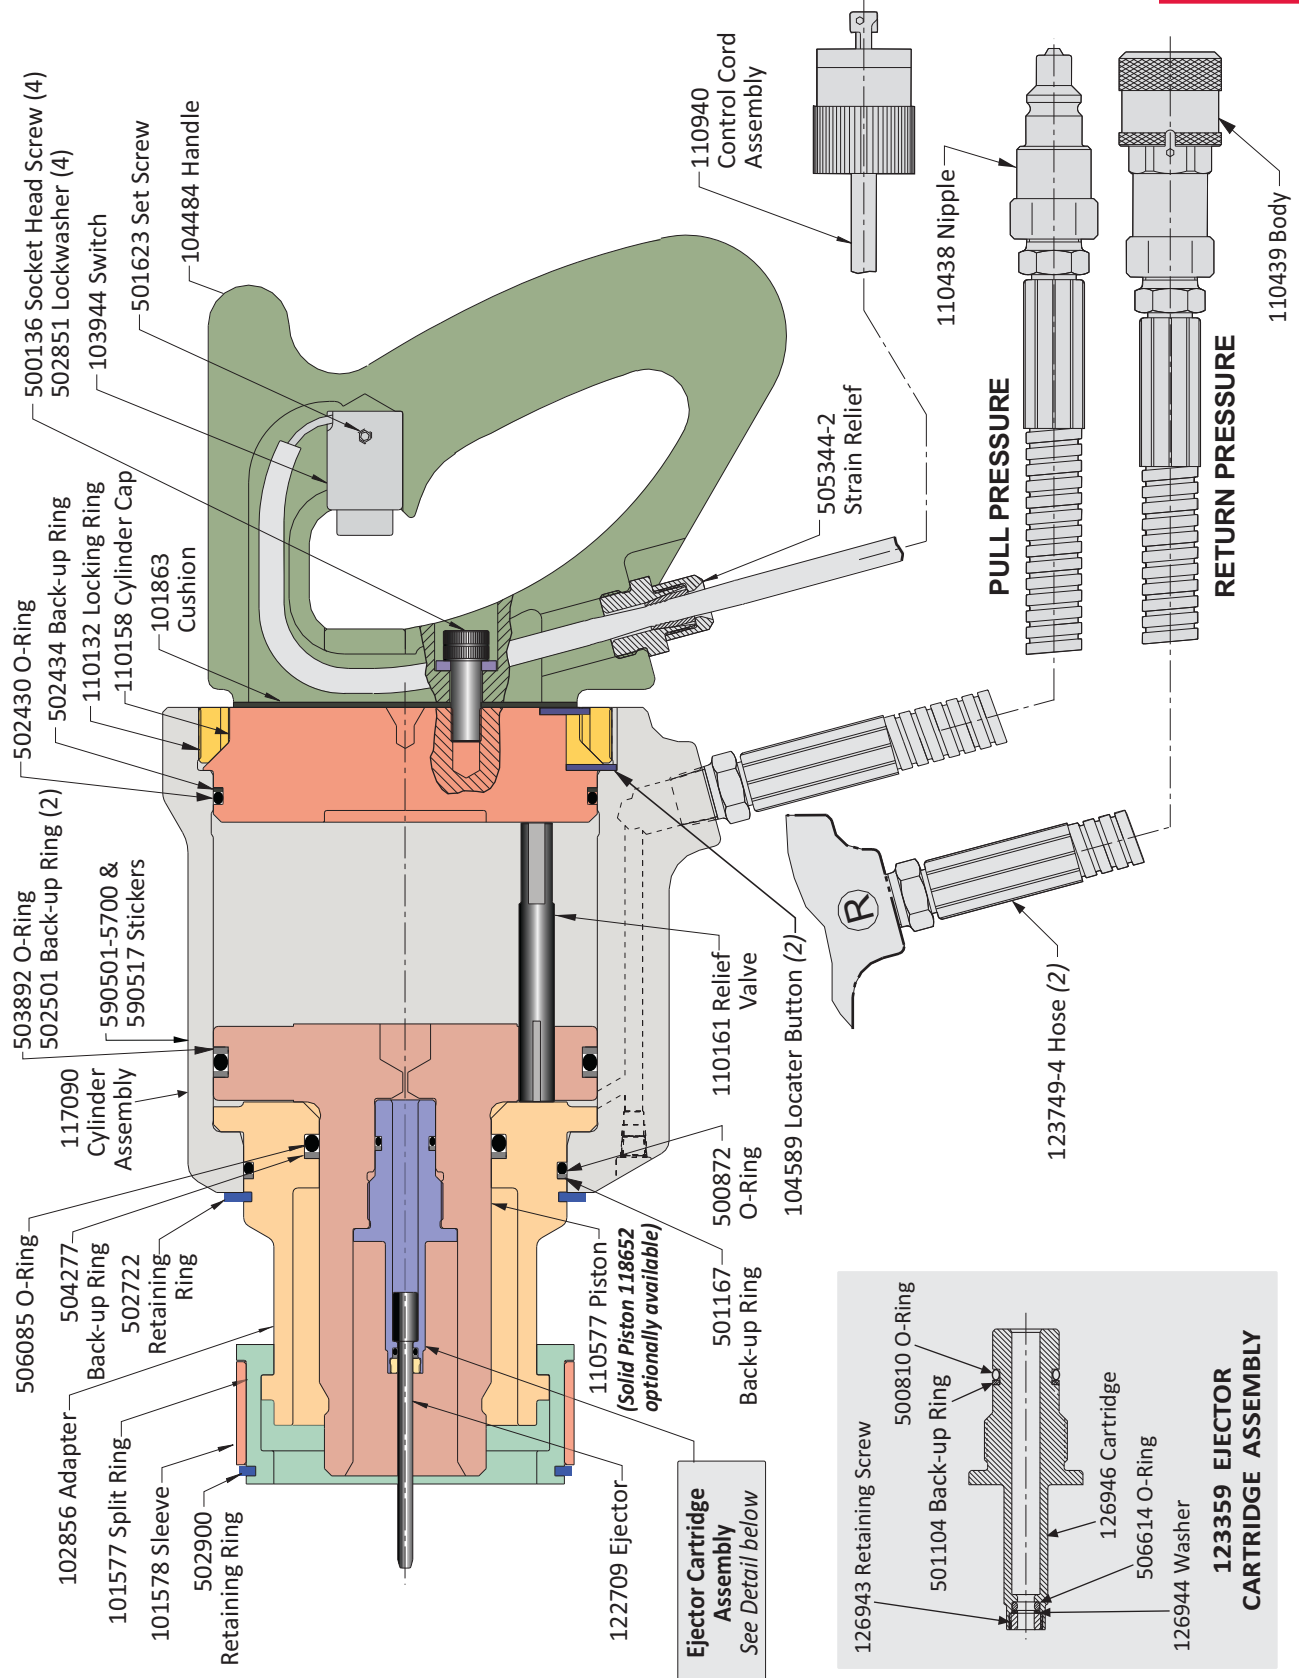 500136 Socket Head Screw (4)
502851 Lockwasher (4)
103944 Switch
501623 Set Screw
104484 Handle
502430 O-Ring
502434 Back-up Ring
110132 Locking Ring
110158 Cylinder Cap
101863
Cushion
503892 O-Ring
502501 Back-up Ring (2)
590501-5700 &
590517 Stickers
117090
Cylinder
Assembly
506085 O-Ring
504277
Back-up Ring
502722
Retaining
Ring
102856 Adapter
101577 Split Ring
101578 Sleeve
502900
Retaining Ring
110940
Control Cord
Assembly
110438 Nipple
110439 Body
PULL PRESSURE
RETURN PRESSURE
505344-2
Strain Relief
R
123749-4 Hose (2)
104589 Locater Button (2)
110161 Relief
Valve
500872
O-Ring
501167
Back-up Ring
110577 Piston
(Solid Piston 118652
optionally available)
122709 Ejector
Ejector Cartridge
Assembly
See Detail below
126943 Retaining Screw
501104 Back-up Ring
500810 O-Ring
126946 Cartridge
506614 O-Ring
126944 Washer
123359 EJECTOR
CARTRIDGE ASSEMBLY